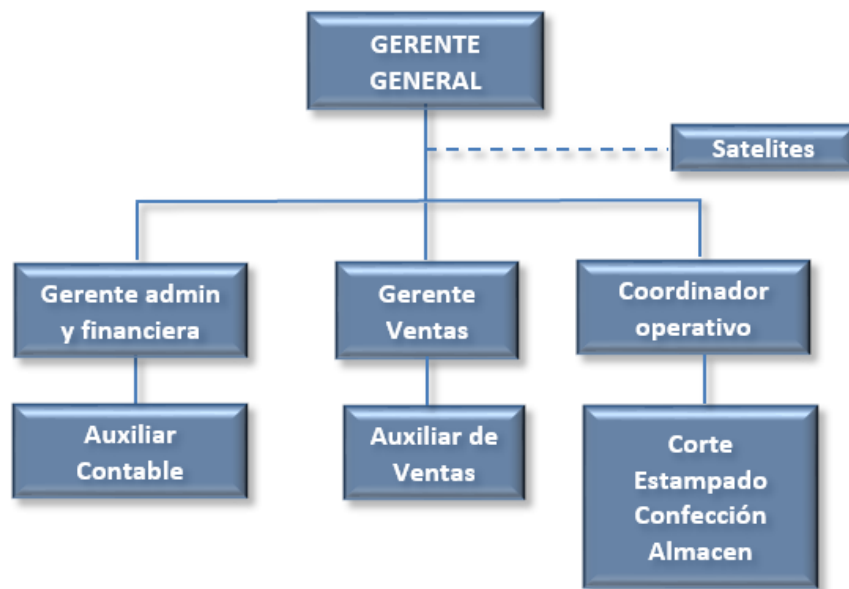 GERENTE
GENERAL
Satelites
Gerente admin
y financiera
Gerente
Ventas
Coordinador
operativo
Auxiliar
Contable
Auxiliar de
Ventas
Corte
Estampado
Confección
Almacen